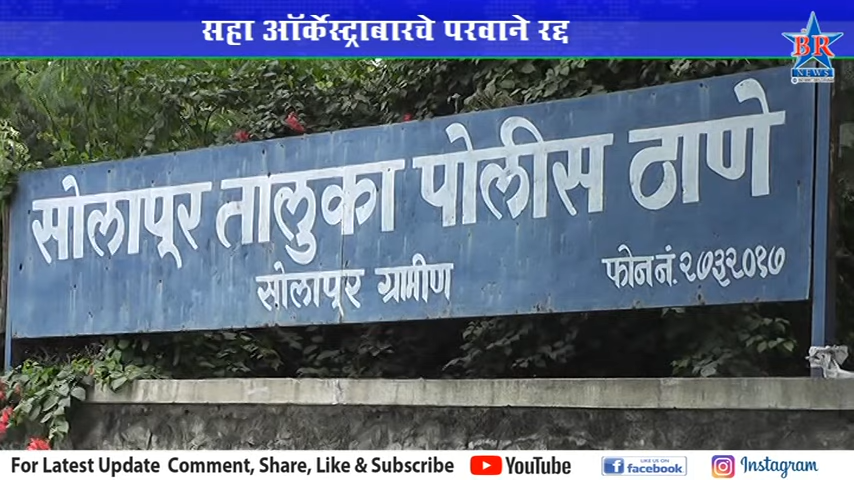 सहा ऑर्केस्ट्राबारचे परवाने रद्द
BR
NEWS
सोलापूर तालुका पोलीस ठाणे
सोलापूर ग्रामीण
फोन नं. २७३२०१७
For Latest Update Comment, Share, Like & Subscribe
YouTube
LIKE US ON
facebook
Instagram